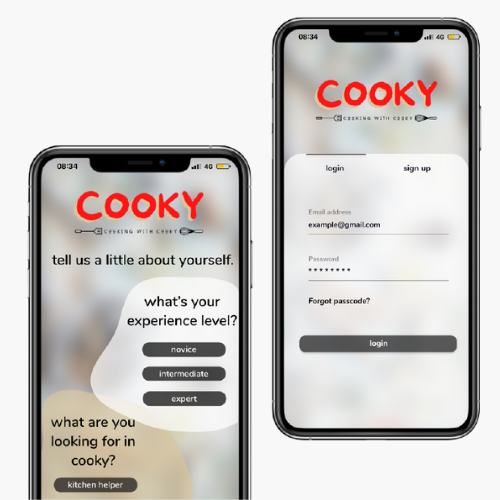 08:34
4G
COOKY
COOKING WITH COOKY
tell us a little about yourself.
what's your
experience level?
novice
intermediate
expert
what are you
looking for in
cooky?
kitchen helper
08:34
4G
COOKY
COOKING WITH COOKY
login
sign up
Email address
example@gmail.com
Password
********
Forgot passcode?
login